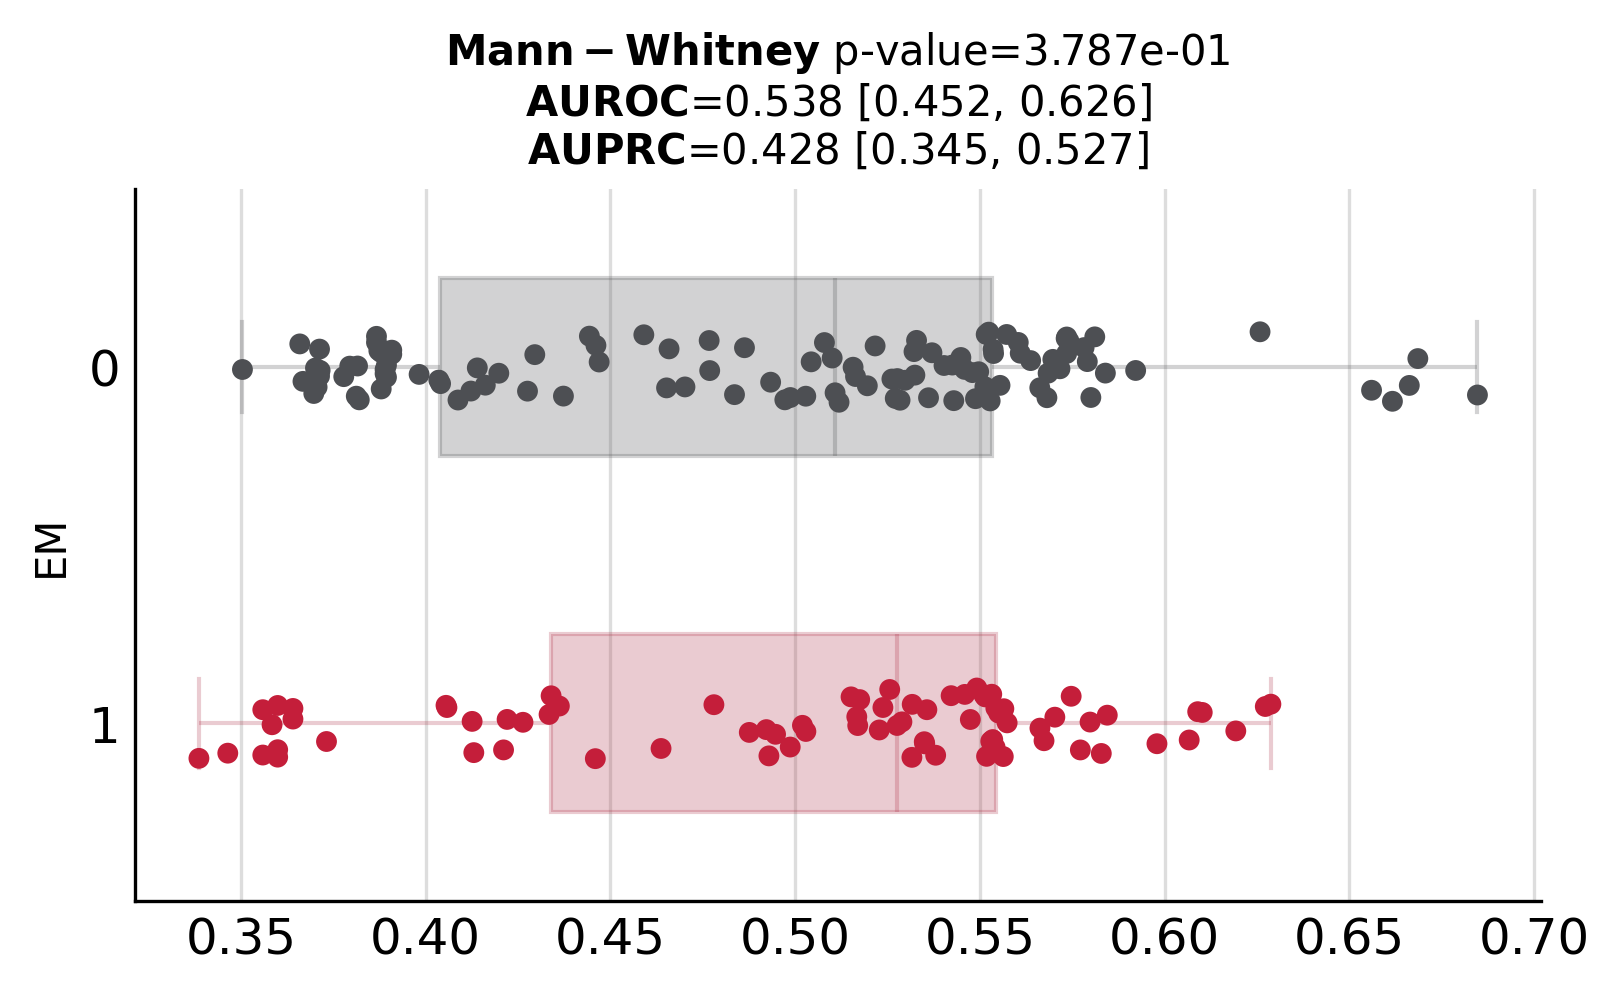 Mann − Whitney p-value=3.787e-01
AUROC=0.538 [0.452, 0.626]
AUPRC=0.428 [0.345, 0.527]
0
EM
1
0.35 0.40 0.45 0.50 0.55 0.60 0.65 0.70